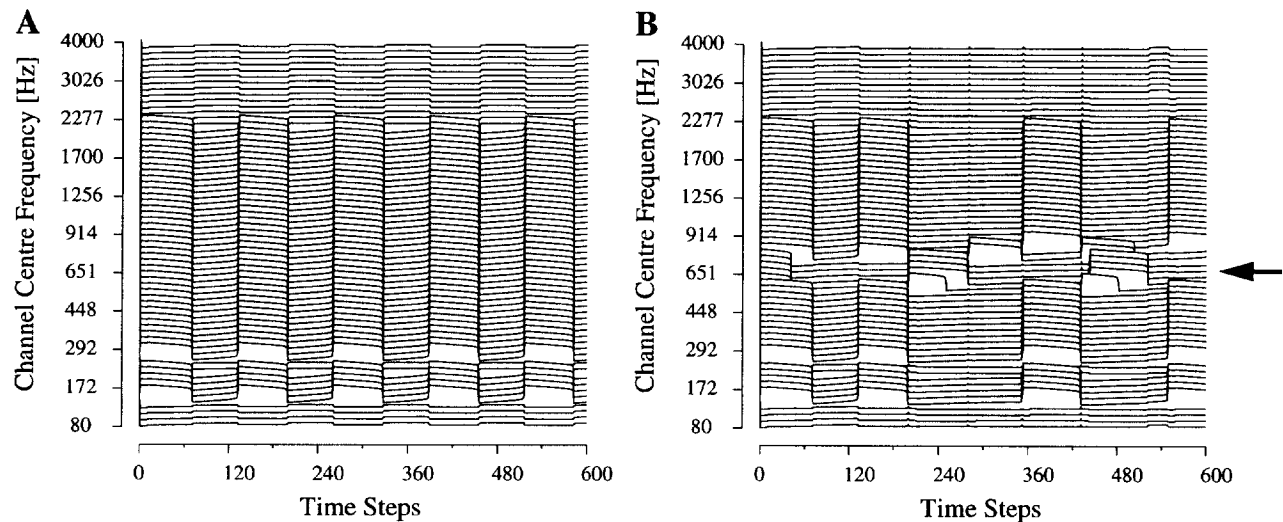 A
Channel Centre Frequency [Hz]
4000
3026
2277
1700
1256
914
651
448
292
172
80
0 120 240 360 480 600
Time Steps
B
Channel Centre Frequency [Hz]
4000
3026
2277
1700
1256
914
651
448
292
172
80
0 120 240 360 480 600
Time Steps